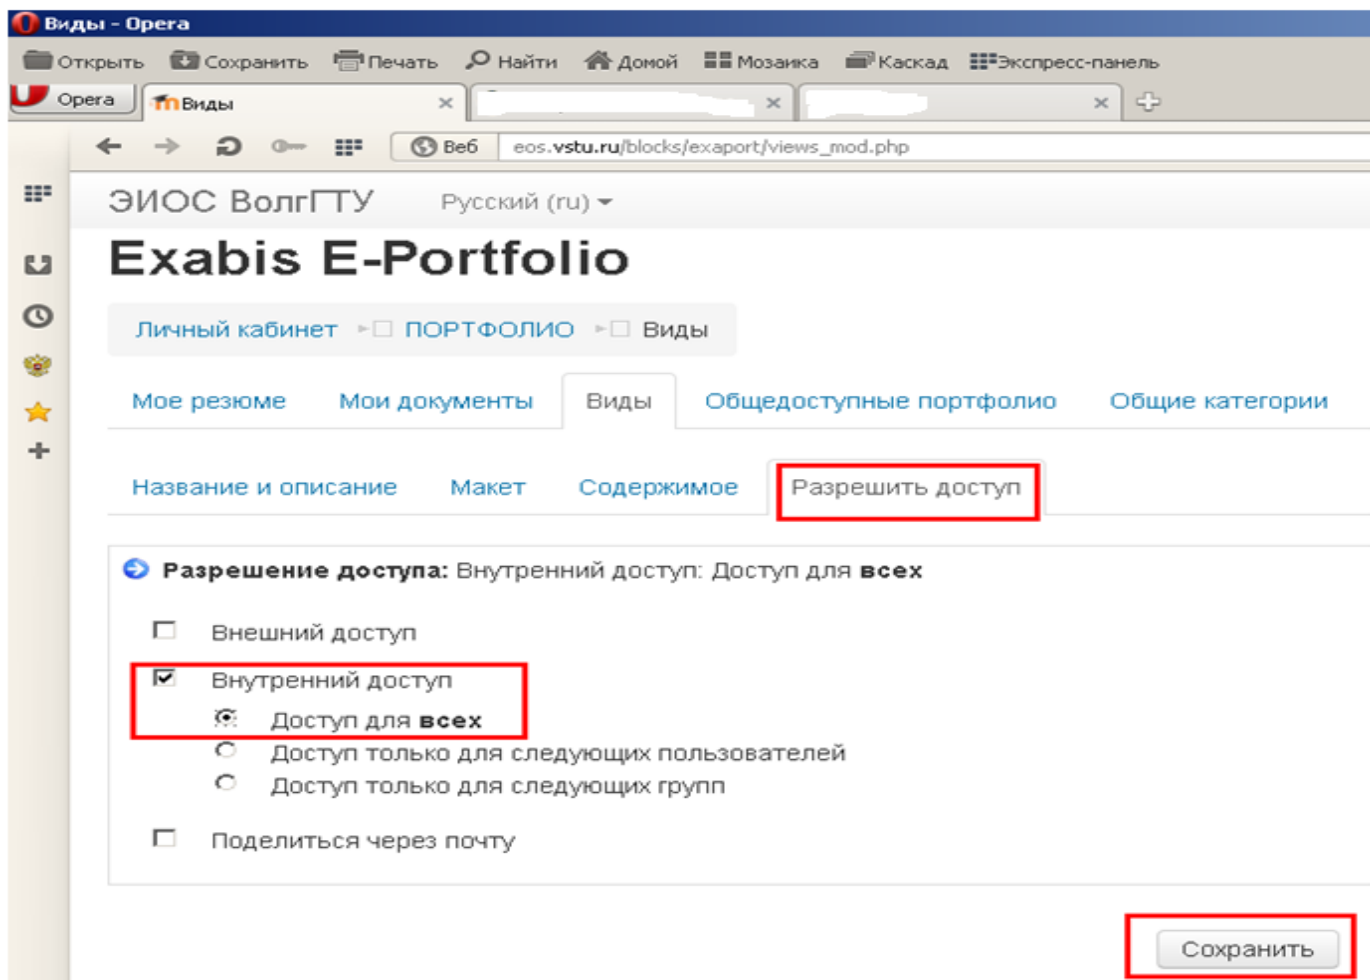 Виды - Opera
Открыть Сохранить Печать Найти Домой Мозаика Каскад Экспресс-панель
Opera Виды
Веб eos.vstu.ru/blocks/exaport/views_mod.php
ЭИОС ВолгГТУ Русский (ru)
Exabis E-Portfolio
Личный кабинет ПОРТФОЛИО Виды
Мое резюме Мои документы Виды Общедоступные портфолио Общие категории
Название и описание Макет Содержимое Разрешить доступ
Разрешение доступа: Внутренний доступ: Доступ для всех
Внешний доступ
Внутренний доступ
Доступ для всех
Доступ только для следующих пользователей
Доступ только для следующих групп
Поделиться через почту
Сохранить